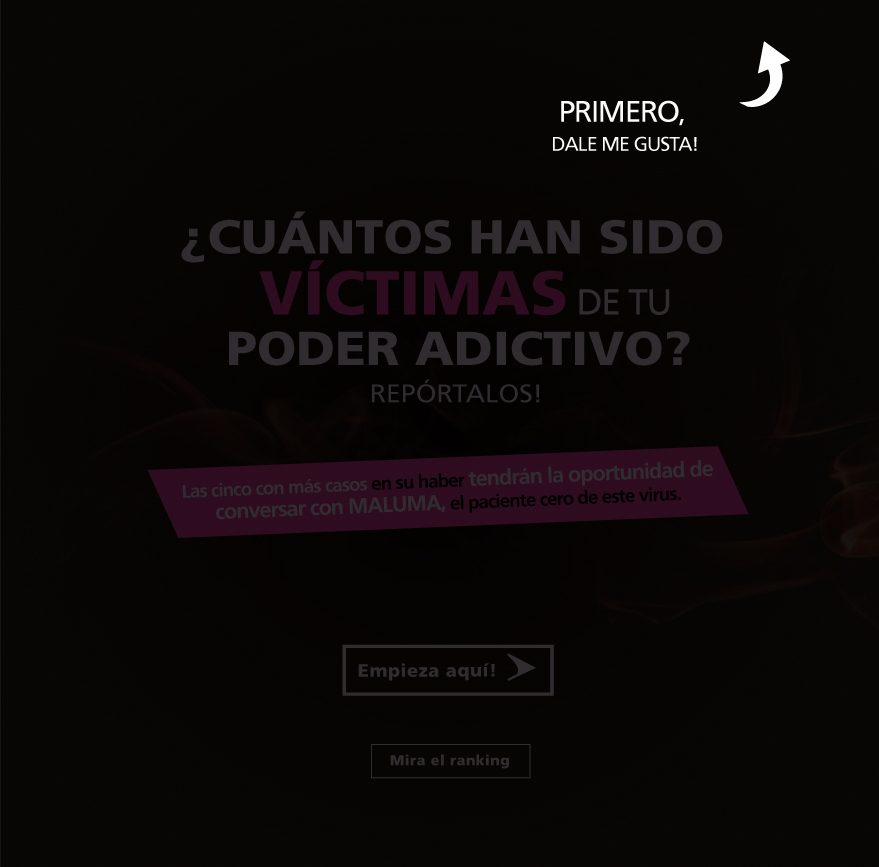 PRIMERO,
DALE ME GUSTA!
¿CUÁNTOS HAN SIDO
VÍCTIMAS DE TU
PODER ADICTIVO?
REPÓRTALOS!
Las cinco con más casos en su haber tendrán la oportunidad de
conversar con MALUMA, el paciente cero de este virus.
Empieza aquí!
Mira el ranking